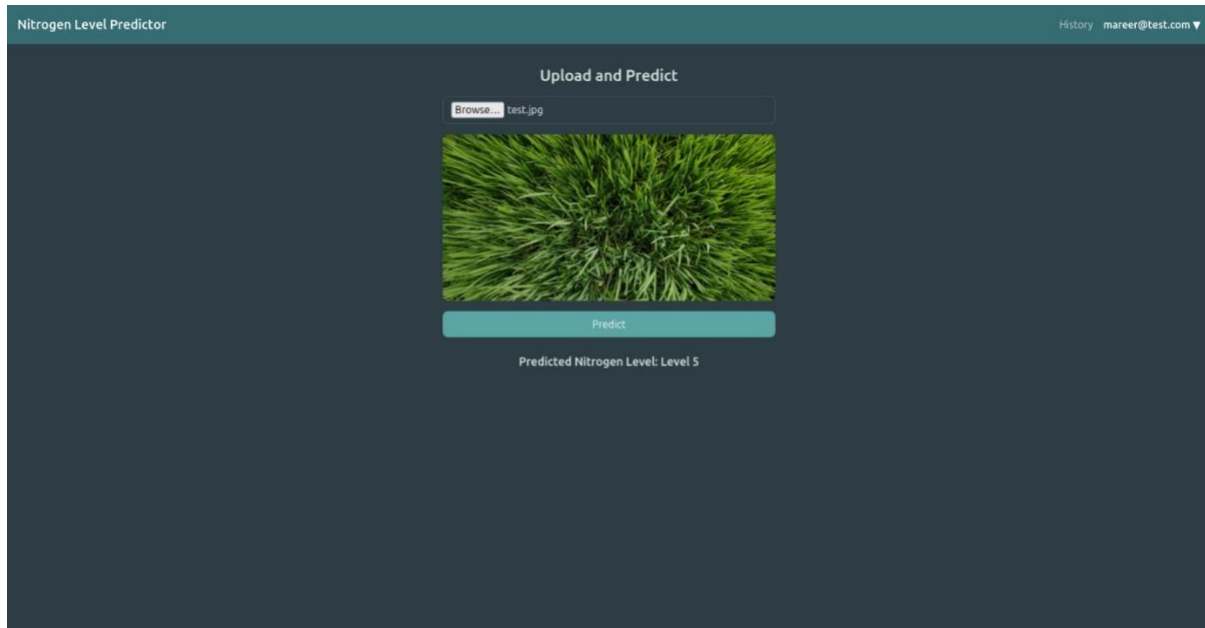 Nitrogen Level Predictor
History mareer@test.com ▼
Upload and Predict
Browse... test.jpg
Predict
Predicted Nitrogen Level: Level 5